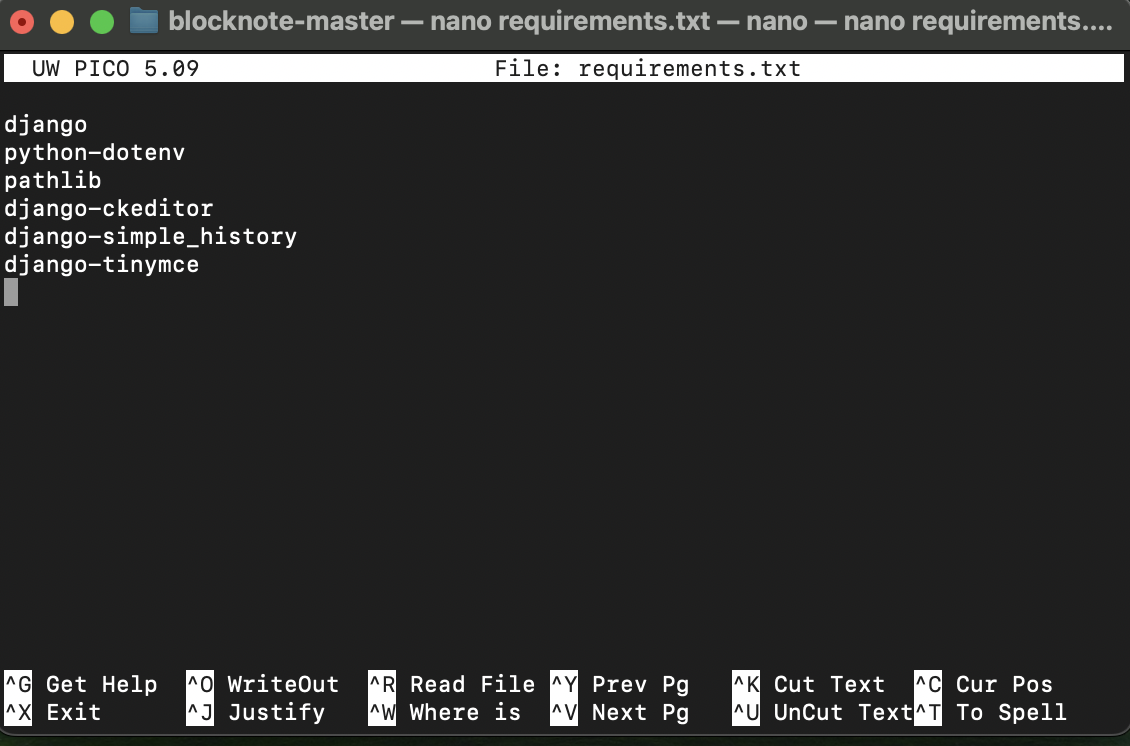 blocknote-master — nano requirements.txt — nano — nano requirements....
UW PICO 5.09 File: requirements.txt
django
python-dotenv
pathlib
django-ckeditor
django-simple_history
django-tinymce
^G Get Help ^O WriteOut ^R Read File ^Y Prev Pg ^K Cut Text ^C Cur Pos
^X Exit ^J Justify ^W Where is ^V Next Pg ^U UnCut Text^T To Spell